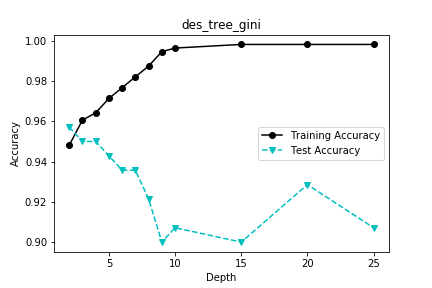 des_tree_gini
1.00
0.98
0.96
0.94
0.92
0.90
Accuracy
Training Accuracy
Test Accuracy
5
10
15
20
25
Depth